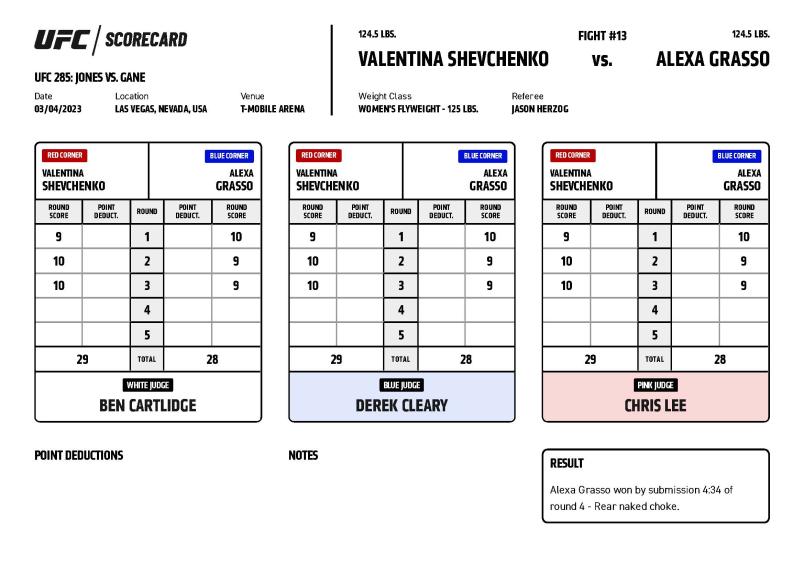 UFC / SCORECARD
UFC 285: JONES VS. GANE
Date Location Venue
03/04/2023 LAS VEGAS, NEVADA, USA T-MOBILE ARENA
124.5 LBS. FIGHT #13 124.5 LBS.
VALENTINA SHEVCHENKO VS. ALEXA GRASSO
Weight Class Referee
WOMEN'S FLYWEIGHT - 125 LBS. JASON HERZOG
RED CORNER BLUE CORNER
VALENTINA ALEXA
SHEVCHENKO GRASSO
ROUND POINT ROUND POINT ROUND
SCORE DEDUCT. DEDUCT. SCORE
9 1 10
10 2 9
10 3 9
4
5
29 TOTAL 28
WHITE JUDGE
BEN CARTLIDGE
RED CORNER BLUE CORNER
VALENTINA ALEXA
SHEVCHENKO GRASSO
ROUND POINT ROUND POINT ROUND
SCORE DEDUCT. DEDUCT. SCORE
9 1 10
10 2 9
10 3 9
4
5
29 TOTAL 28
BLUE JUDGE
DEREK CLEARY
RED CORNER BLUE CORNER
VALENTINA ALEXA
SHEVCHENKO GRASSO
ROUND POINT ROUND POINT ROUND
SCORE DEDUCT. DEDUCT. SCORE
9 1 10
10 2 9
10 3 9
4
5
29 TOTAL 28
PINK JUDGE
CHRIS LEE
POINT DEDUCTIONS
NOTES
RESULT
Alexa Grasso won by submission 4:34 of
round 4 - Rear naked choke.